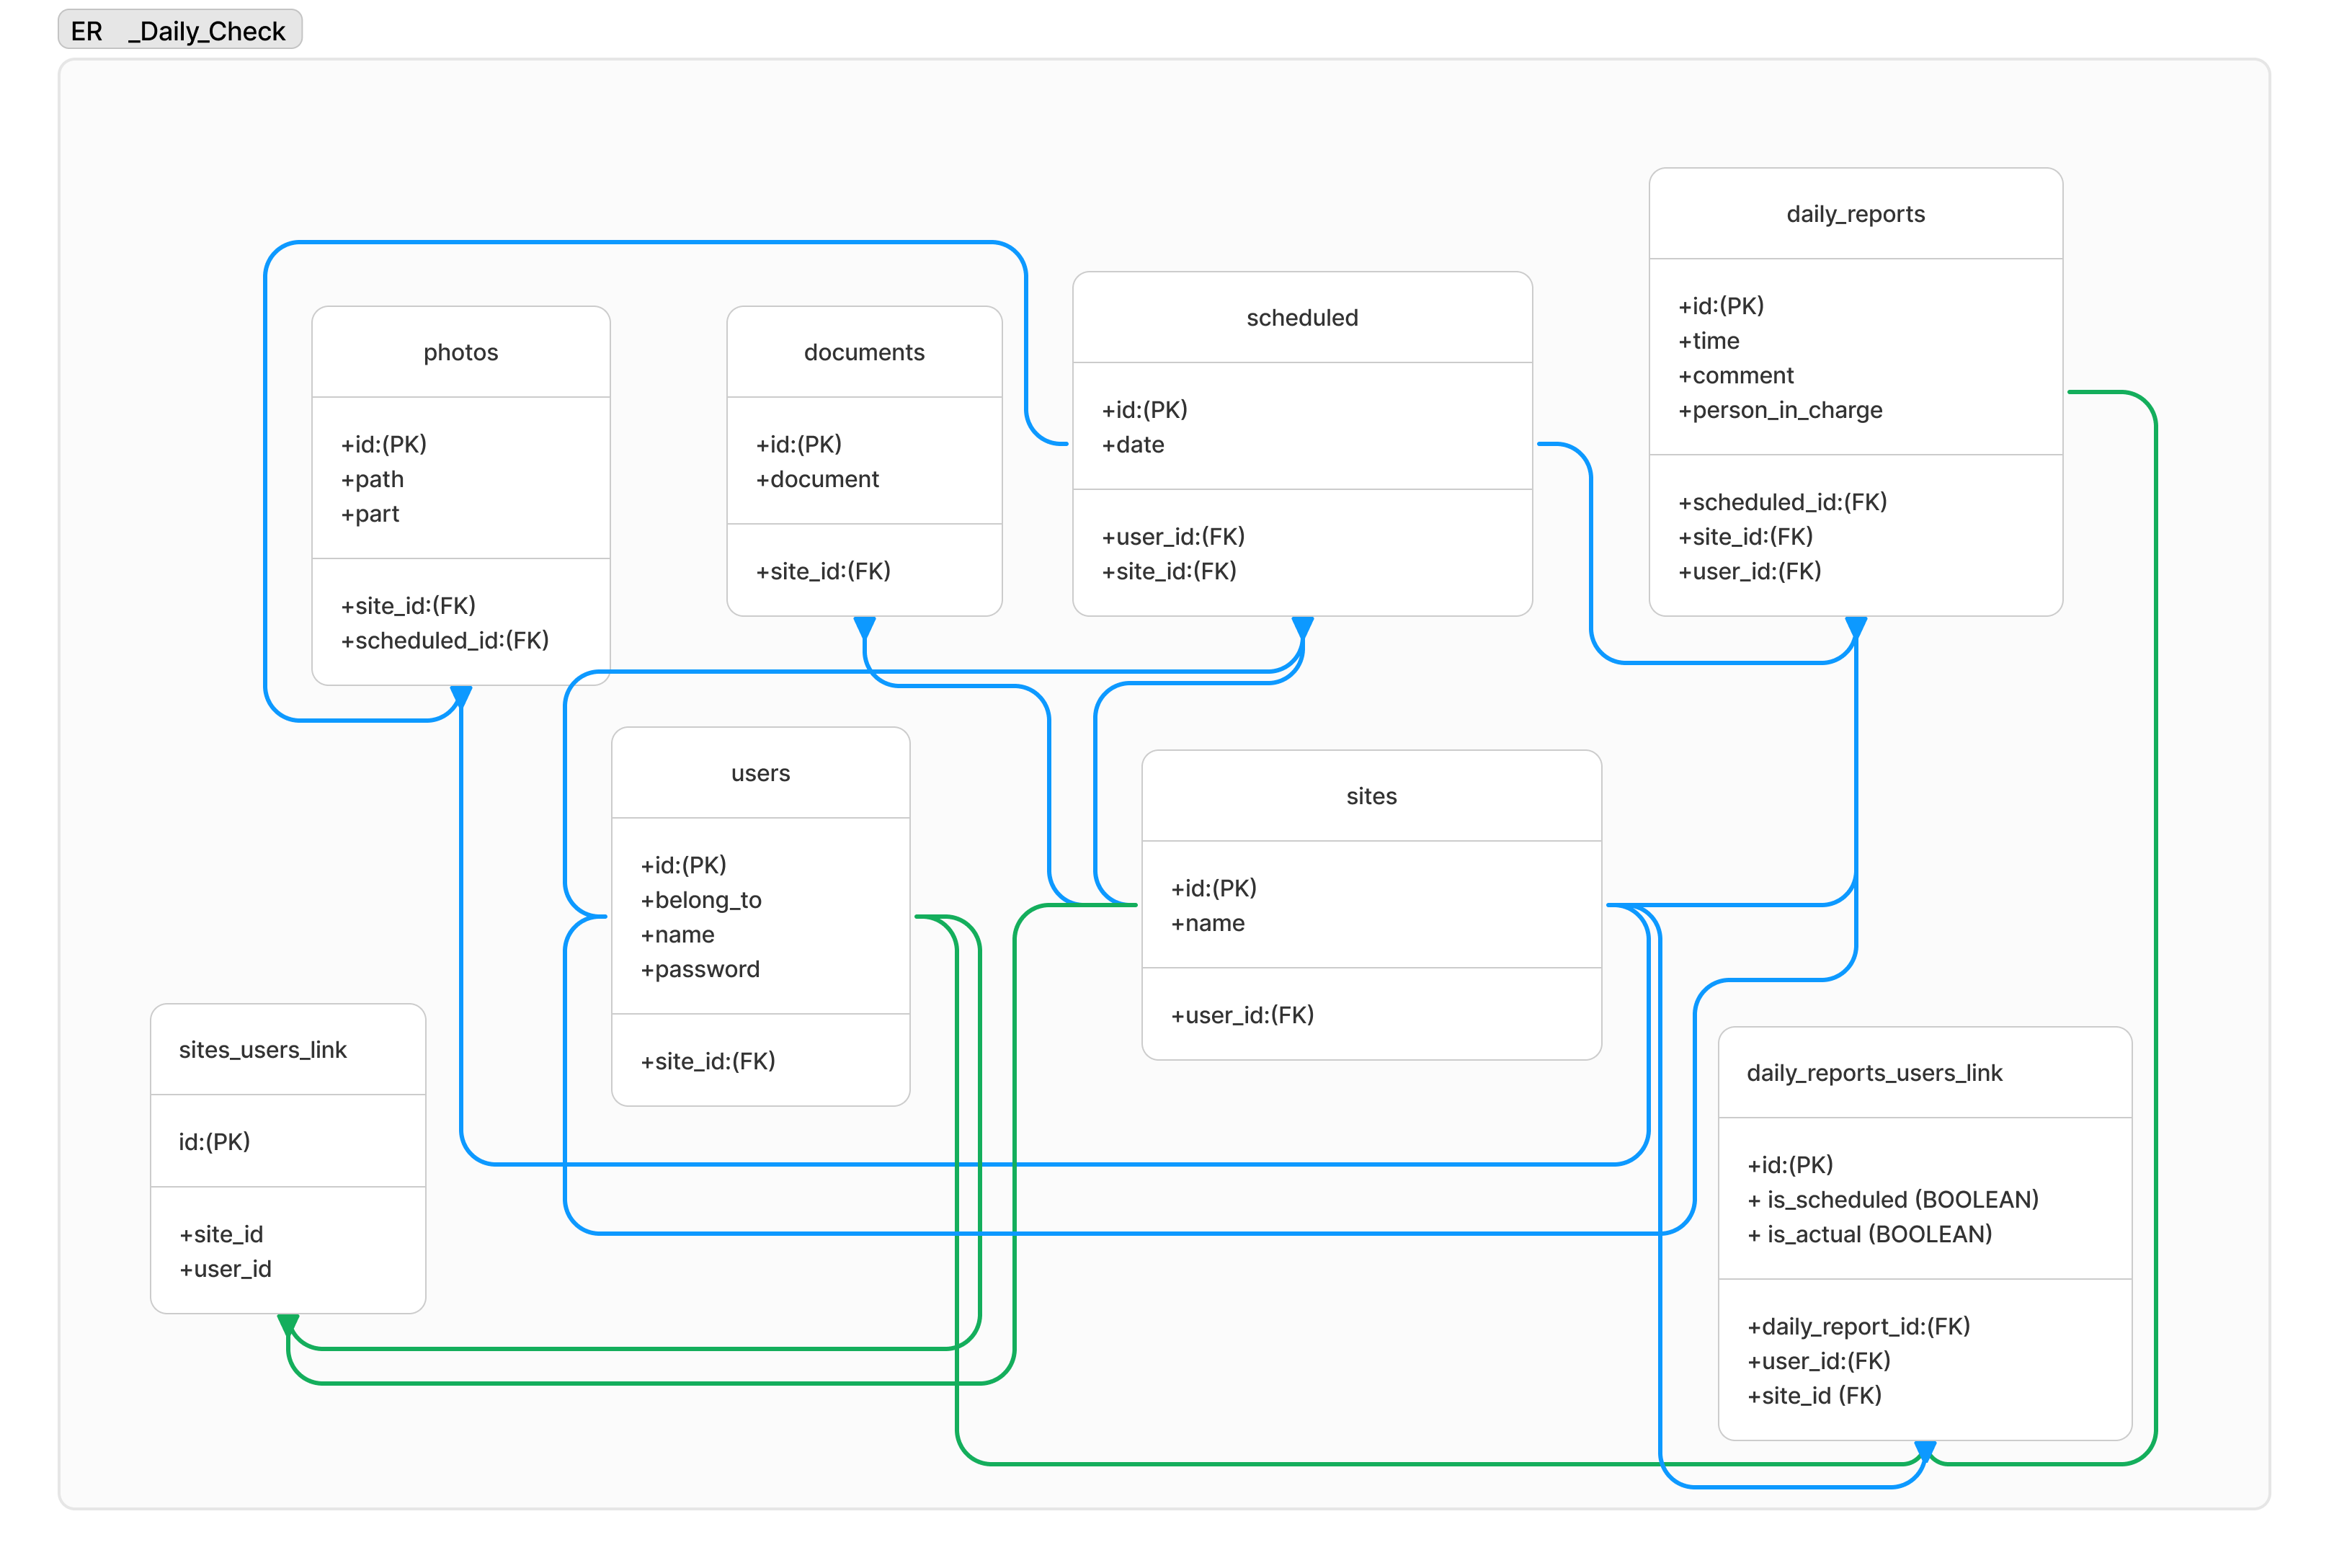 ER _Daily_Check
photos
+id:(PK)
+path
+part
+site_id:(FK)
+scheduled_id:(FK)
documents
+id:(PK)
+document
+site_id:(FK)
scheduled
+id:(PK)
+date
+user_id:(FK)
+site_id:(FK)
daily_reports
+id:(PK)
+time
+comment
+person_in_charge
+scheduled_id:(FK)
+site_id:(FK)
+user_id:(FK)
users
+id:(PK)
+belong_to
+name
+password
+site_id:(FK)
sites
+id:(PK)
+name
+user_id:(FK)
sites_users_link
id:(PK)
+site_id
+user_id
daily_reports_users_link
+id:(PK)
+ is_scheduled (BOOLEAN)
+ is_actual (BOOLEAN)
+daily_report_id:(FK)
+user_id:(FK)
+site_id (FK)